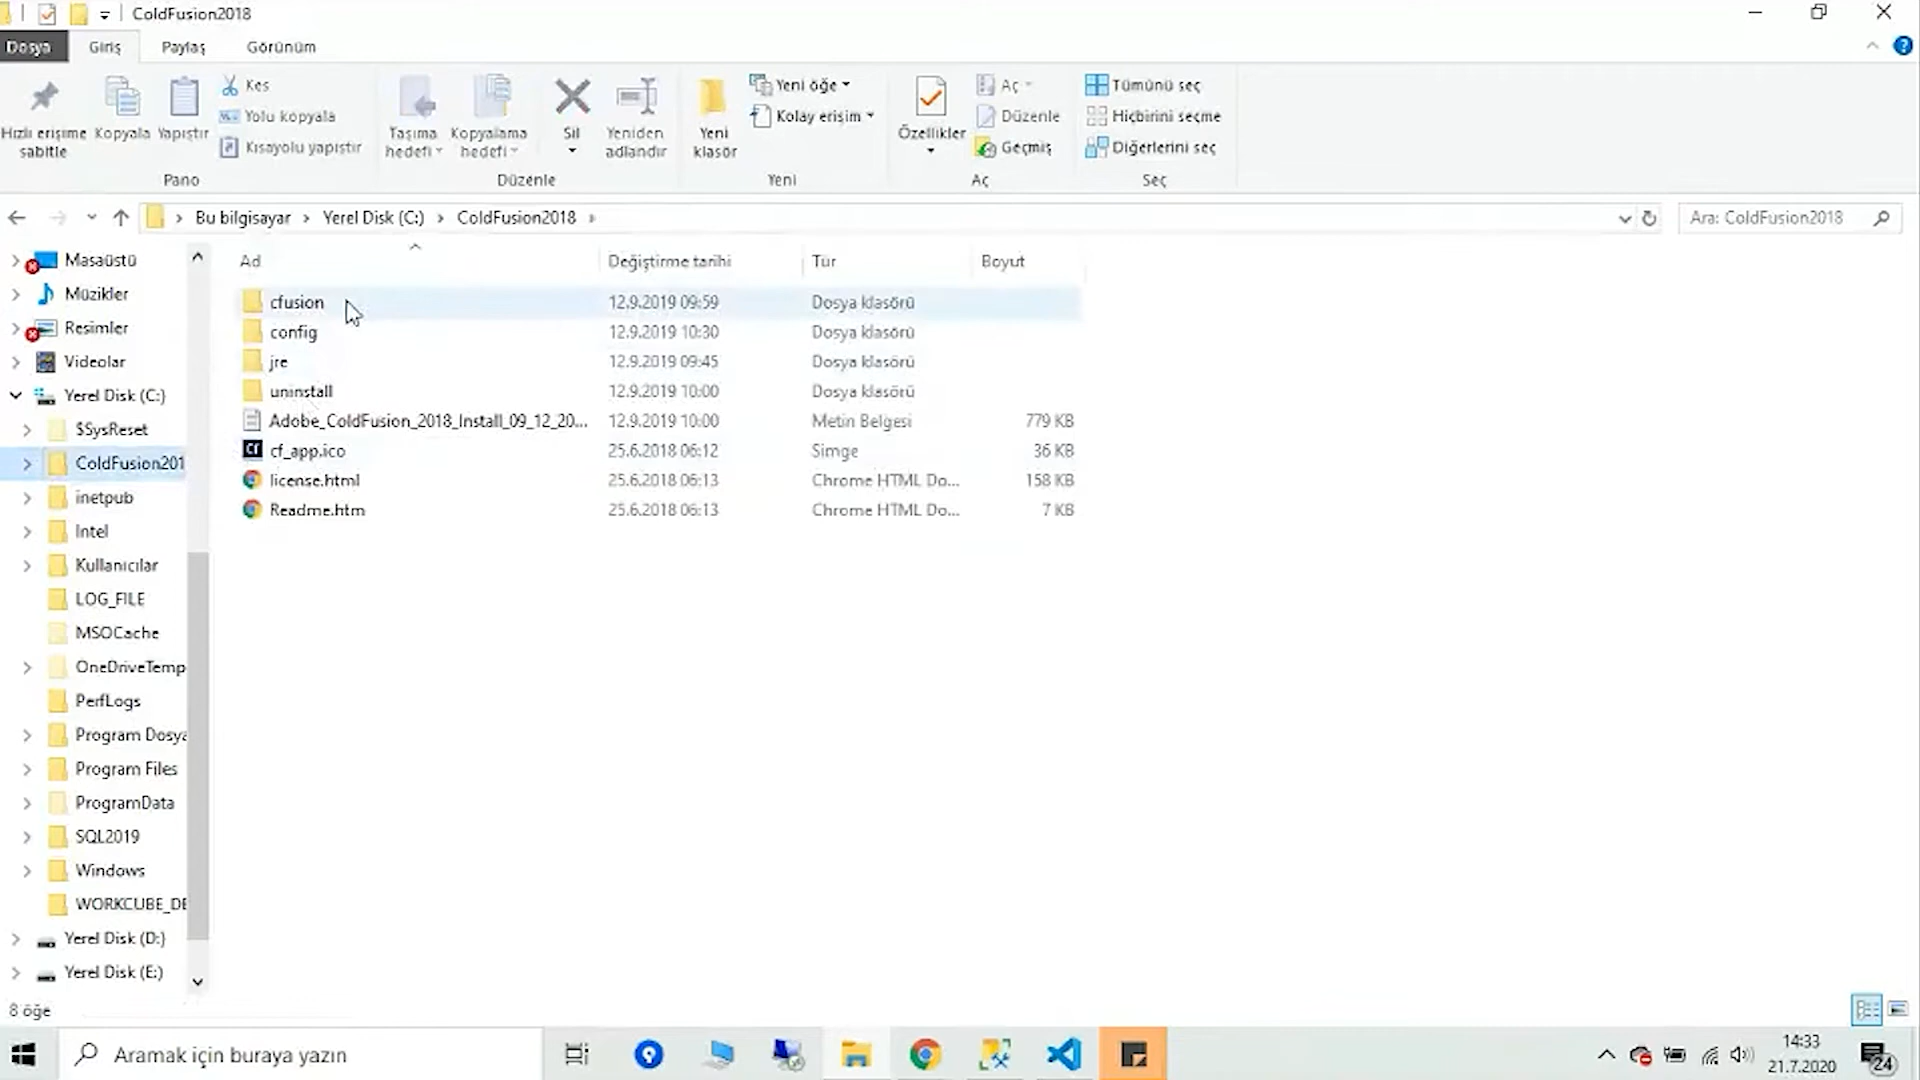 ColdFusion2018
Dosya Giriş Paylaş Görünüm
Hızlı erişime sabitle
Kopyala
Yapıştır
Kes
Yolu kopyala
Kısayolu yapıştır
Pano
Taşıma hedefi
Kopyalama hedefi
Sil
Yeniden adlandır
Düzenle
Yeni klasör
Yeni öğe
Kolay erişim
Yeni
Özellikler
Aç
Düzenle
Geçmiş
Aç
Tümünü seç
Hiçbirini seçme
Diğerlerini seç
Seç
Bu bilgisayar > Yerel Disk (C:) > ColdFusion2018 >
Ara: ColdFusion2018
Masaüstü
Müzikler
Resimler
Videolar
Yerel Disk (C:)
$SysReset
ColdFusion201
inetpub
Intel
Kullanıcılar
LOG_FILE
MSOCache
OneDriveTemp
PerfLogs
Program Dosya
Program Files
ProgramData
SQL2019
Windows
WORKCUBE_DE
Yerel Disk (D:)
Yerel Disk (E:)
Ad Değiştirme tarihi Tür Boyut
cfusion 12.9.2019 09:59 Dosya klasörü
config 12.9.2019 10:30 Dosya klasörü
jre 12.9.2019 09:45 Dosya klasörü
uninstall 12.9.2019 10:00 Dosya klasörü
Adobe_ColdFusion_2018_Install_09_12_20... 12.9.2019 10:00 Metin Belgesi 779 KB
cf_app.ico 25.6.2018 06:12 Simge 36 KB
license.html 25.6.2018 06:13 Chrome HTML Do... 158 KB
Readme.htm 25.6.2018 06:13 Chrome HTML Do... 7 KB
8 öğe
Aramak için buraya yazın
14:33
21.7.2020
24